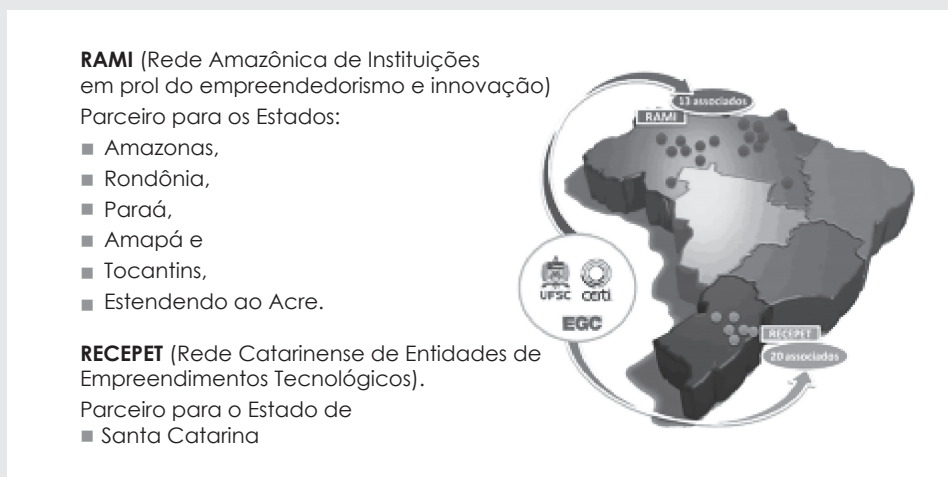 RAMI (Rede Amazônica de Instituições
em prol do empreendedorismo e innovação)
Parceiro para os Estados:
Amazonas,
Rondônia,
Paraá,
Amapá e
Tocantins,
Estendendo ao Acre.
RECEPET (Rede Catarinense de Entidades de
Empreendimentos Tecnológicos).
Parceiro para o Estado de
Santa Catarina
13 associados
RAMI
UFSC certi
EGC
RECEPET
20 associados